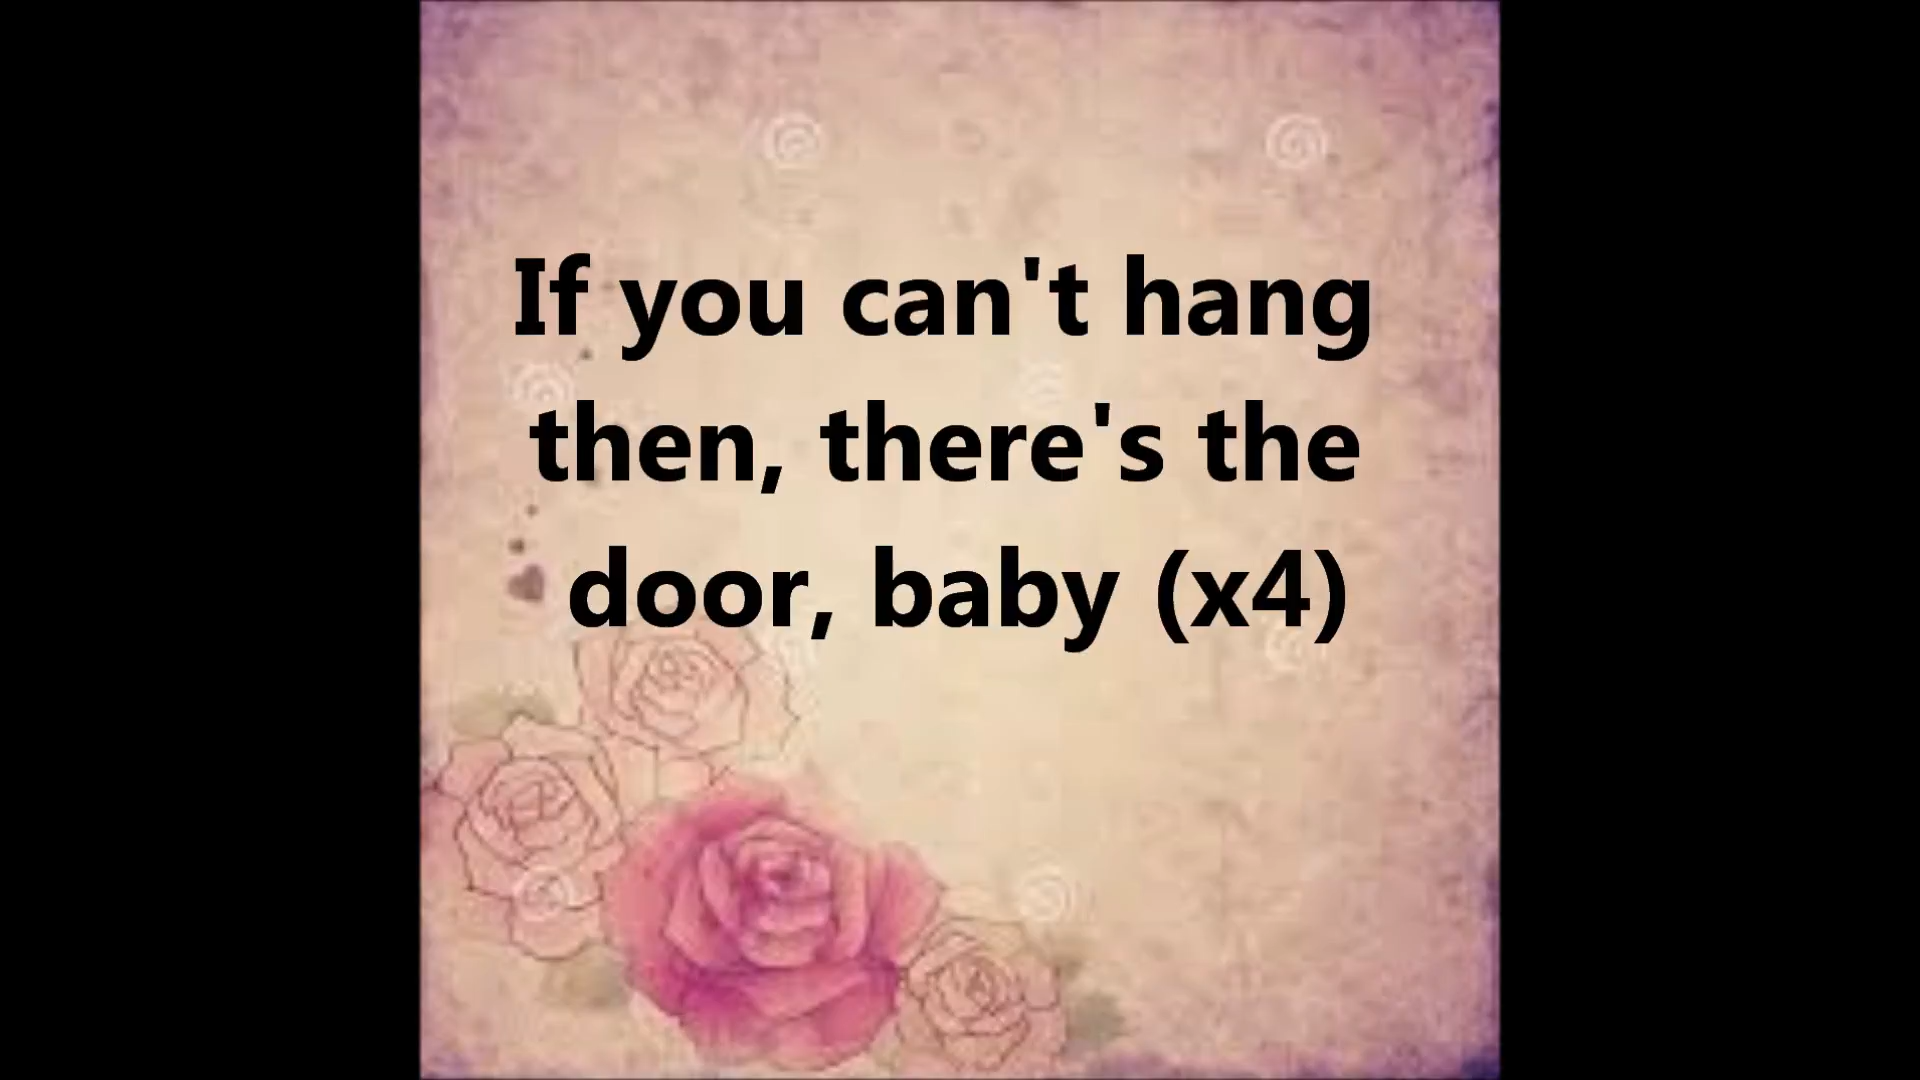 If you can't hang
then, there's the
door, baby (x4)